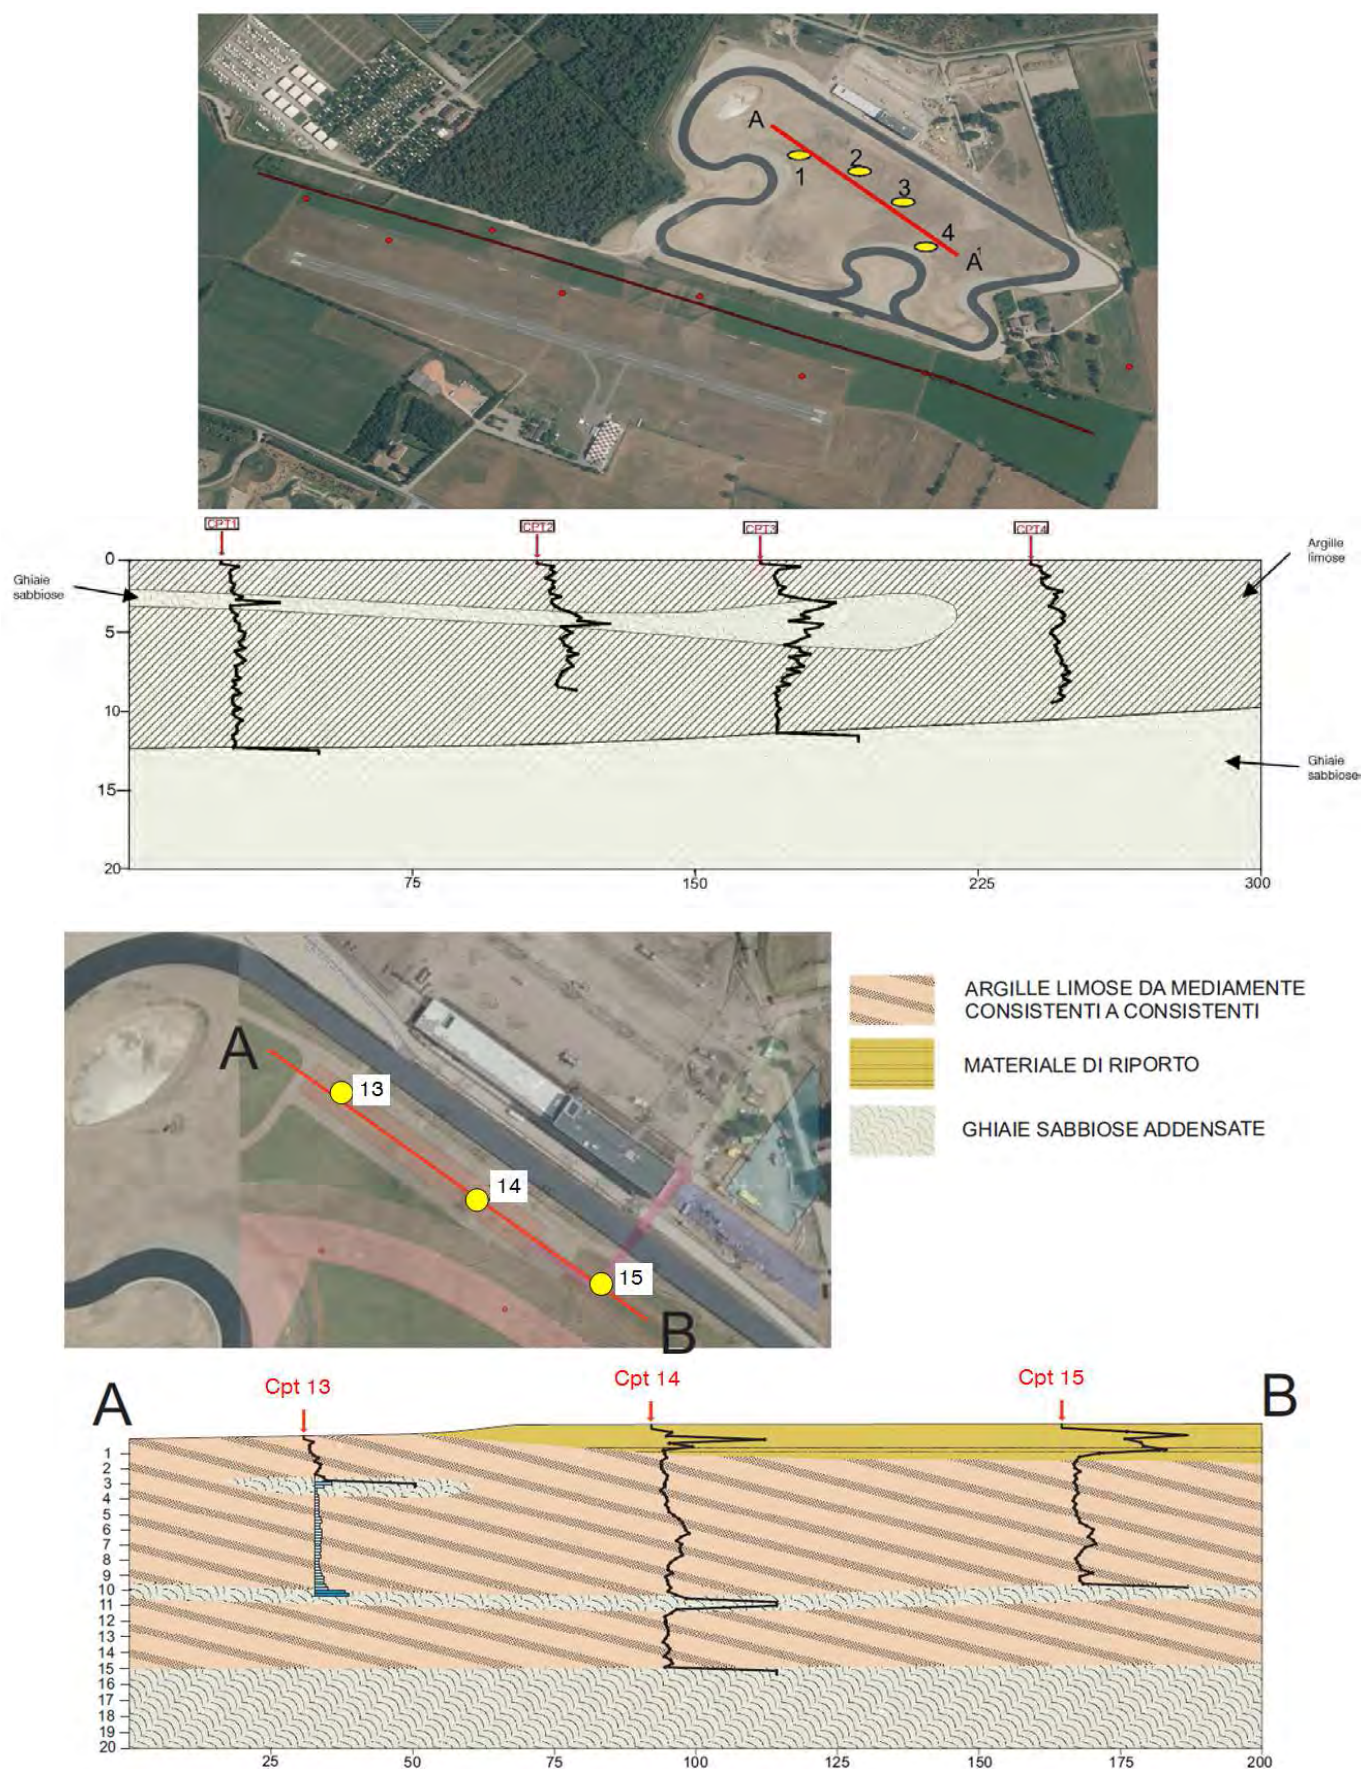 A
1
2
3
4
A'
CPT1
CPT2
CPT3
CPT4
Argille
limose
Ghiaie
sabbiose
Ghiaie
sabbiose
0
5
10
15
20
75
150
225
300
A
13
14
15
B
ARGILLE LIMOSE DA MEDIAMENTE
CONSISTENTI A CONSISTENTI
MATERIALE DI RIPORTO
GHIAIE SABBIOSE ADDENSATE
A
Cpt 13
Cpt 14
Cpt 15
B
1
2
3
4
5
6
7
8
9
10
11
12
13
14
15
16
17
18
19
20
25
50
75
100
125
150
175
200